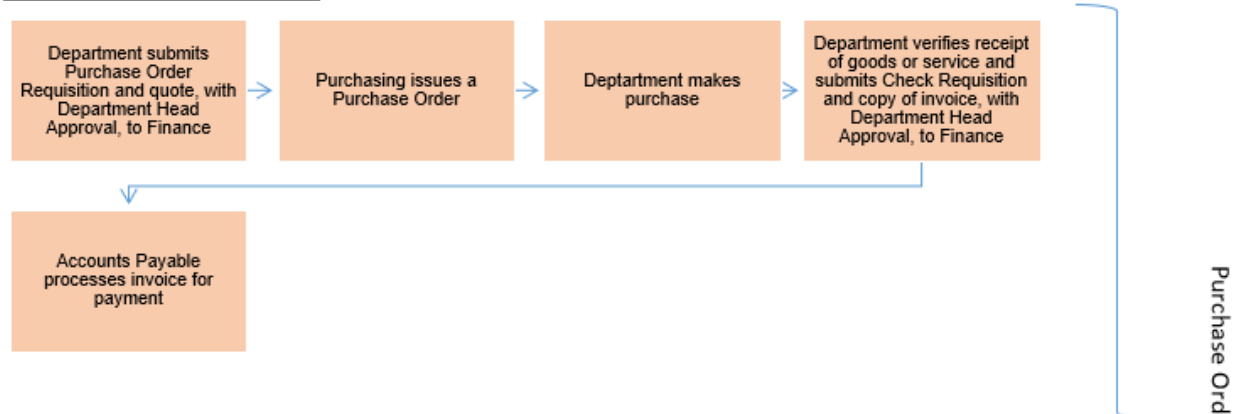 Department submits
Purchase Order
Requisition and quote, with
Department Head
Approval, to Finance
Purchasing issues a
Purchase Order
Deptartment makes
purchase
Department verifies receipt
of goods or service and
submits Check Requisition
and copy of invoice, with
Department Head
Approval, to Finance
Accounts Payable
processes invoice for
payment
Purchase Ord